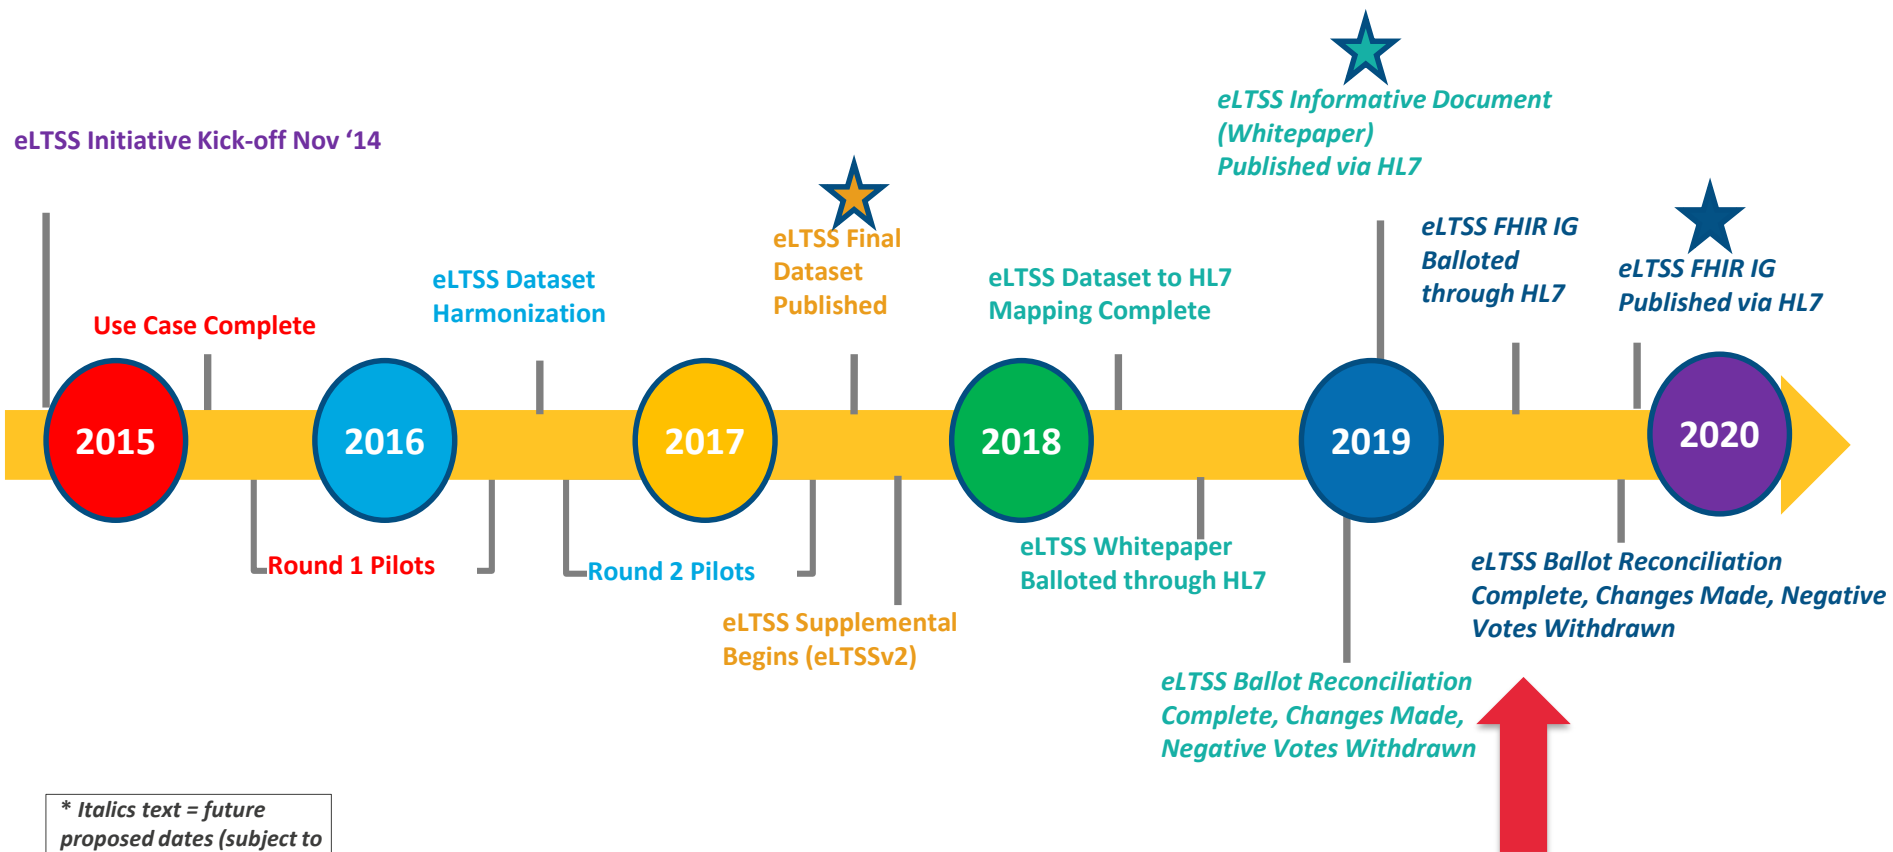 eLTSS Initiative Kick-off Nov ‘14
Use Case Complete
eLTSS Dataset
Harmonization
eLTSS Final
Dataset
Published
eLTSS Dataset to HL7
Mapping Complete
eLTSS Informative Document
(Whitepaper)
Published via HL7
eLTSS FHIR IG
Balloted
through HL7
eLTSS FHIR IG
Published via HL7
2015
2016
2017
2018
2019
2020
Round 1 Pilots
Round 2 Pilots
eLTSS Supplemental
Begins (eLTSSv2)
eLTSS Whitepaper
Balloted through HL7
eLTSS Ballot Reconciliation
Complete, Changes Made,
Negative Votes Withdrawn
eLTSS Ballot Reconciliation
Complete, Changes Made, Negative
Votes Withdrawn
* Italics text = future
proposed dates (subject to